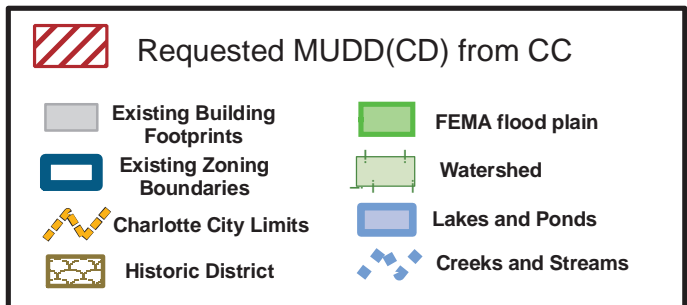 Requested MUDD(CD) from CC
Existing Building
Footprints
Existing Zoning
Boundaries
Charlotte City Limits
Historic District
FEMA flood plain
Watershed
Lakes and Ponds
Creeks and Streams